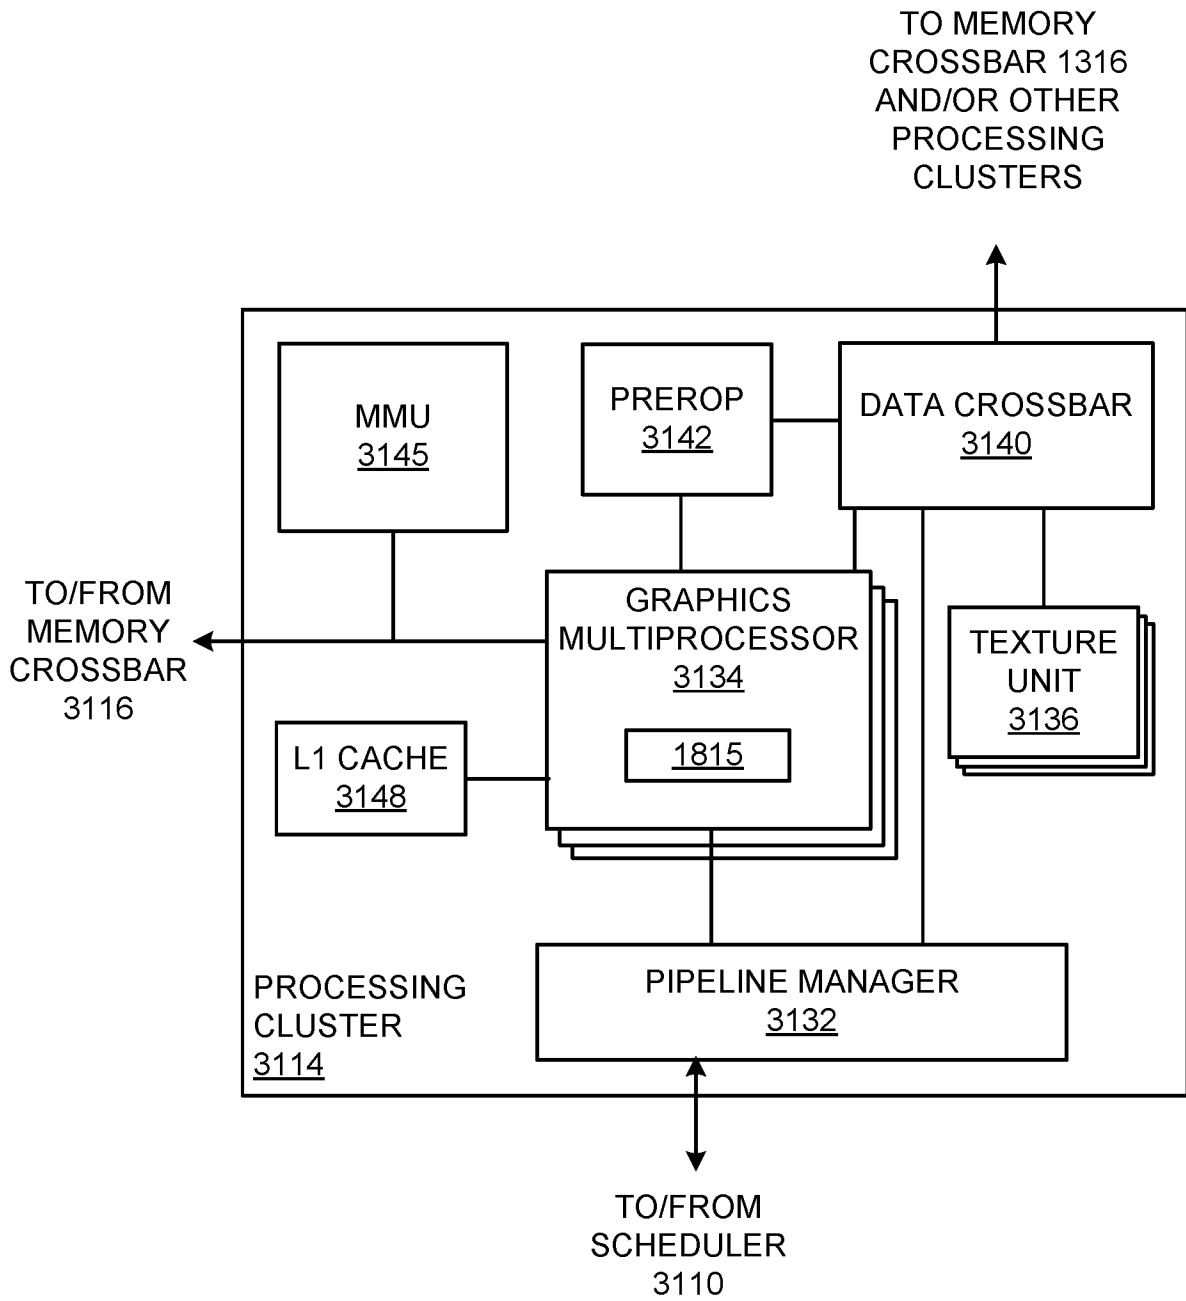 TO MEMORY
CROSSBAR 1316
AND/OR OTHER
PROCESSING
CLUSTERS
MMU
3145
PREROP
3142
DATA CROSSBAR
3140
TO/FROM
MEMORY
CROSSBAR
3116
GRAPHICS
MULTIPROCESSOR
3134
1815
TEXTURE
UNIT
3136
L1 CACHE
3148
PROCESSING
CLUSTER
3114
PIPELINE MANAGER
3132
TO/FROM
SCHEDULER
3110